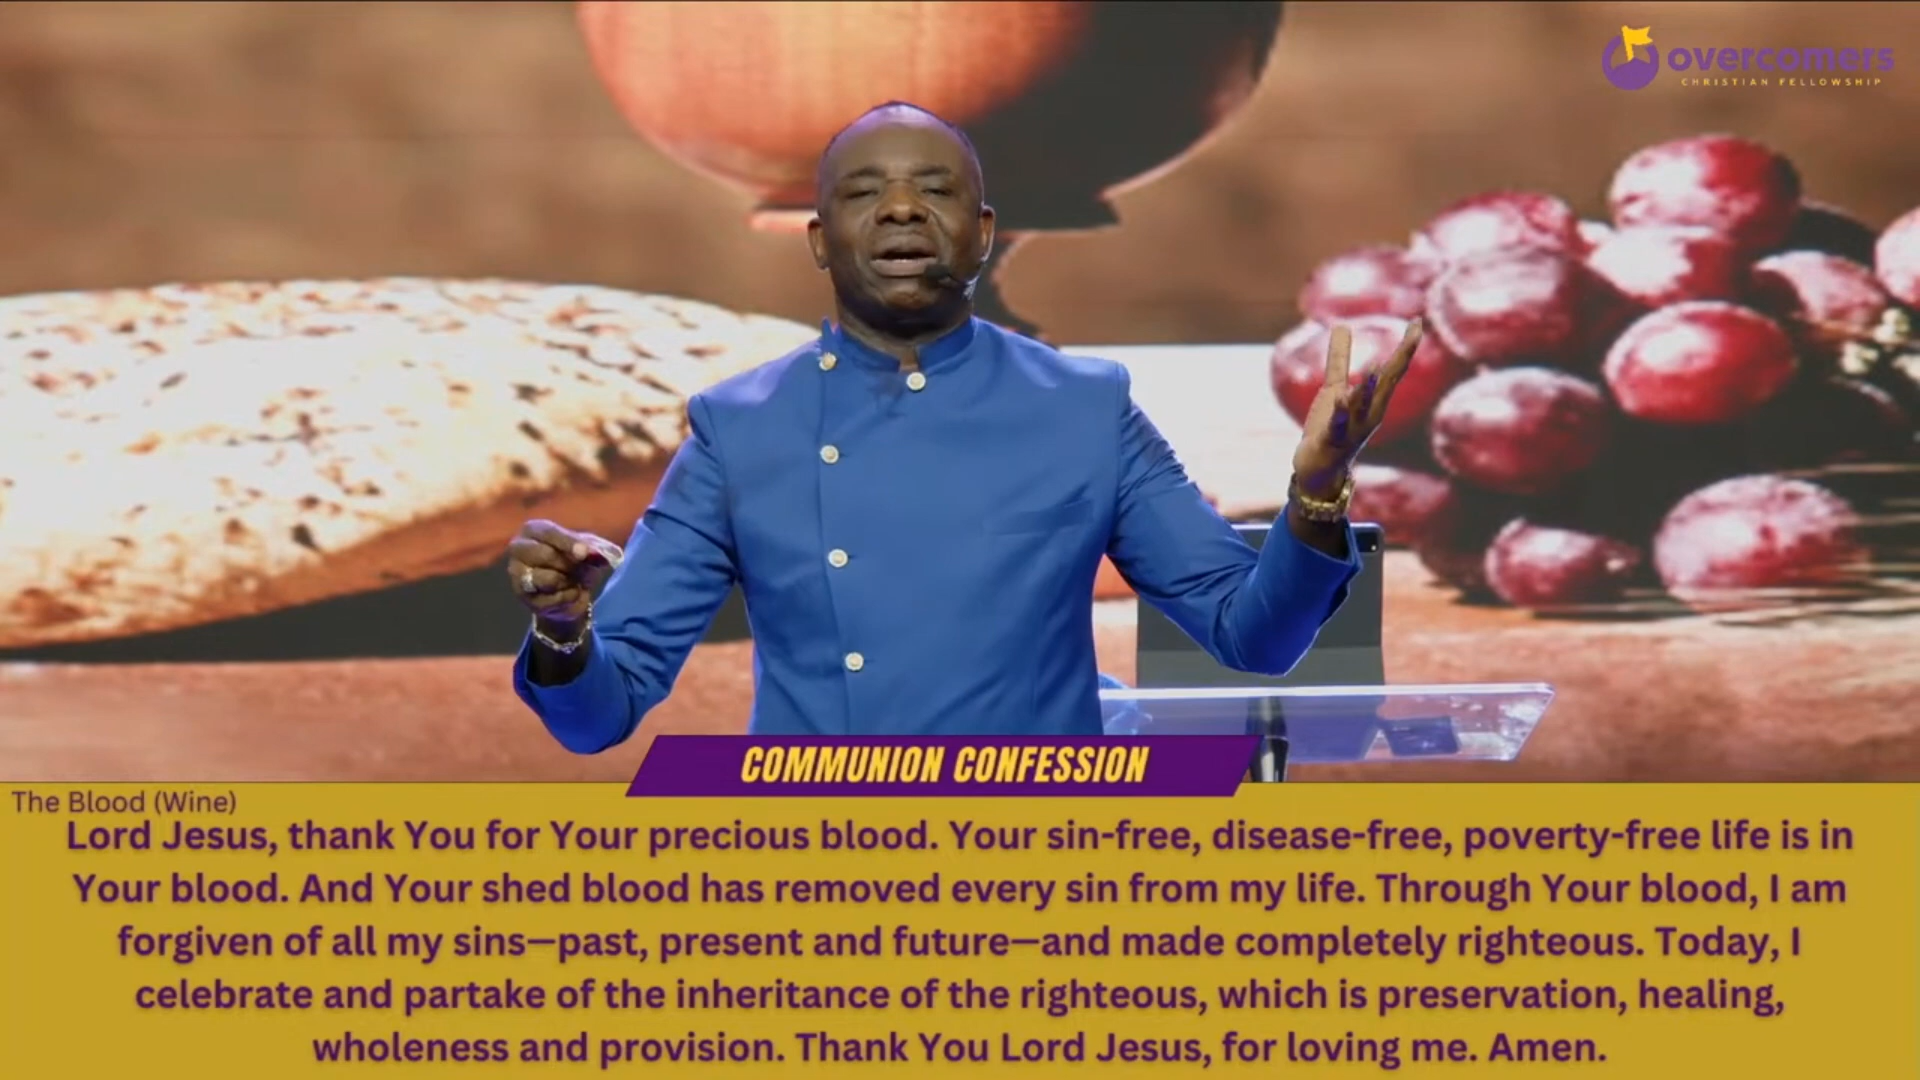 overcomers
CHRISTIAN FELLOWSHIP
COMMUNION CONFESSION
The Blood (Wine)
Lord Jesus, thank You for Your precious blood. Your sin-free, disease-free, poverty-free life is in
Your blood. And Your shed blood has removed every sin from my life. Through Your blood, I am
forgiven of all my sins—past, present and future—and made completely righteous. Today, I
celebrate and partake of the inheritance of the righteous, which is preservation, healing,
wholeness and provision. Thank You Lord Jesus, for loving me. Amen.